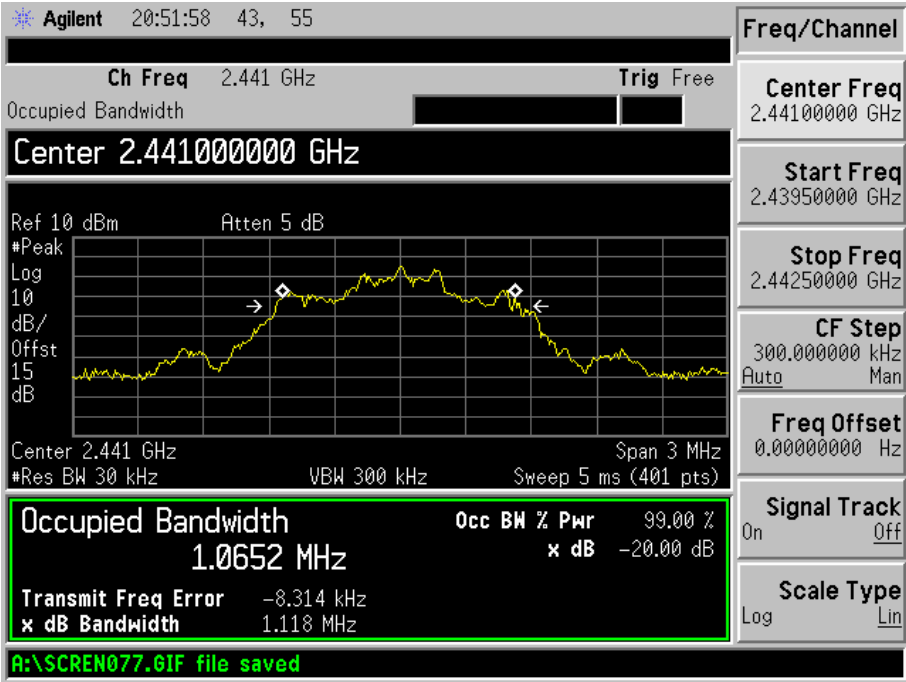 Agilent 20:51:58 43, 55
Ch Freq 2.441 GHz Trig Free
Occupied Bandwidth
Center 2.441000000 GHz
Ref 10 dBm Atten 5 dB
#Peak
Log
10
dB/
Offst
15
dB
Center 2.441 GHz Span 3 MHz
#Res BW 30 kHz VBW 300 kHz Sweep 5 ms (401 pts)
Occupied Bandwidth Occ BW % Pwr 99.00 %
1.0652 MHz x dB -20.00 dB
Transmit Freq Error -8.314 kHz
x dB Bandwidth 1.118 MHz
A:\SCREN077.GIF file saved
Freq/Channel
Center Freq
2.44100000 GHz
Start Freq
2.43950000 GHz
Stop Freq
2.44250000 GHz
CF Step
300.000000 kHz
Auto Man
Freq Offset
0.00000000 Hz
Signal Track
On Off
Scale Type
Log Lin